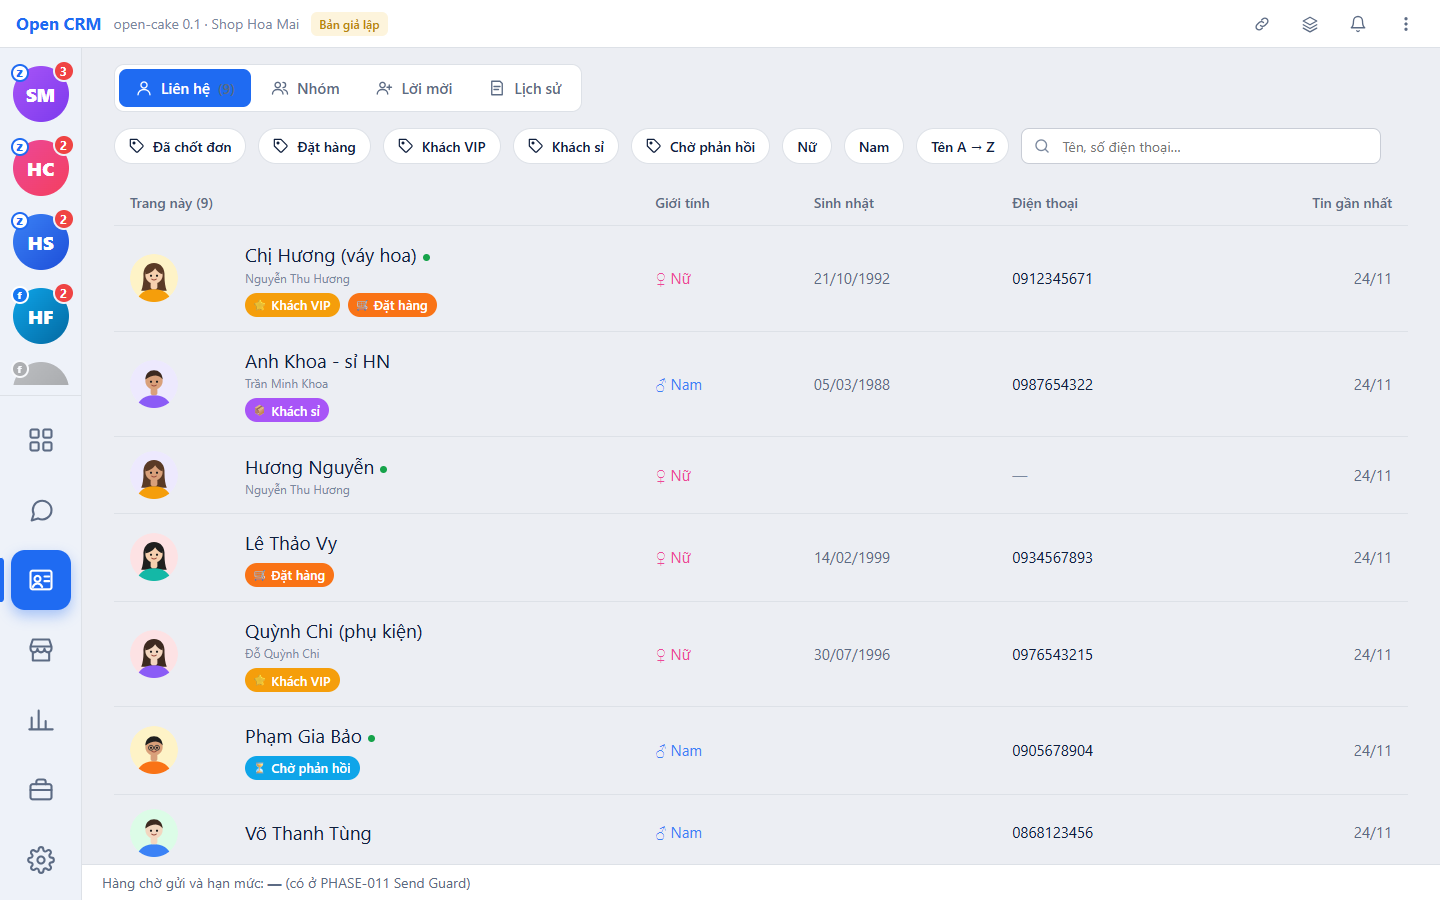 Open CRM open-cake 0.1 · Shop Hoa Mai Bản giả lập
z 3
SM
z 2
HC
z 2
HS
f 2
HF
f
Liên hệ (9) Nhóm Lời mời Lịch sử
Đã chốt đơn Đặt hàng Khách VIP Khách sỉ Chờ phản hồi Nữ Nam Tên A → Z Tên, số điện thoại...
Trang này (9) Giới tính Sinh nhật Điện thoại Tin gần nhất
Chị Hương (váy hoa)
Nguyễn Thu Hương
Khách VIP Đặt hàng
♀ Nữ 21/10/1992 0912345671 24/11
Anh Khoa - sỉ HN
Trần Minh Khoa
Khách sỉ
♂ Nam 05/03/1988 0987654322 24/11
Hương Nguyễn
Nguyễn Thu Hương
♀ Nữ — 24/11
Lê Thảo Vy
Đặt hàng
♀ Nữ 14/02/1999 0934567893 24/11
Quỳnh Chi (phụ kiện)
Đỗ Quỳnh Chi
Khách VIP
♀ Nữ 30/07/1996 0976543215 24/11
Phạm Gia Bảo
Chờ phản hồi
♂ Nam 0905678904 24/11
Võ Thanh Tùng
♂ Nam 0868123456 24/11
Hàng chờ gửi và hạn mức: — (có ở PHASE-011 Send Guard)